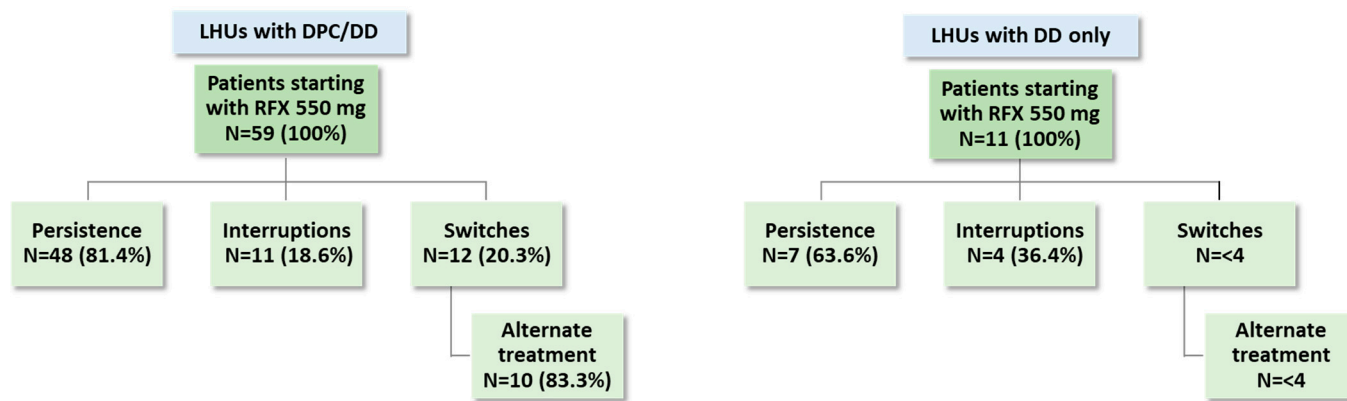 LHUs with DPC/DD
Patients starting
with RFX 550 mg
N=59 (100%)
Persistence
N=48 (81.4%)
Interruptions
N=11 (18.6%)
Switches
N=12 (20.3%)
Alternate
treatment
N=10 (83.3%)
LHUs with DD only
Patients starting
with RFX 550 mg
N=11 (100%)
Persistence
N=7 (63.6%)
Interruptions
N=4 (36.4%)
Switches
N=<4
Alternate
treatment
N=<4